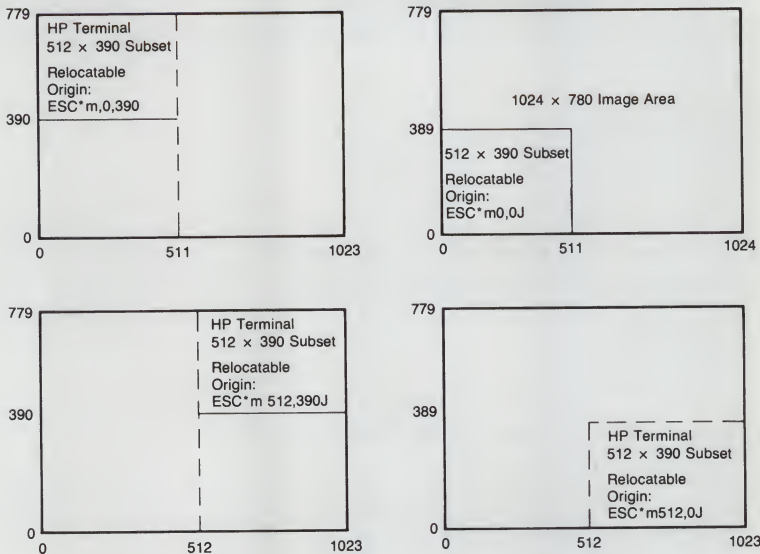 779
HP Terminal
512 × 390 Subset
Relocatable
Origin:
ESC*m,0,390
390
0
0
511
1023
779
1024 × 780 Image Area
389
512 × 390 Subset
Relocatable
Origin:
ESC*m0,0J
0
0
511
1024
779
HP Terminal
512 × 390 Subset
Relocatable
Origin:
ESC*m 512,390J
390
0
0
512
1023
779
389
HP Terminal
512 × 390 Subset
Relocatable
Origin:
ESC*m512,0J
0
0
512
1023